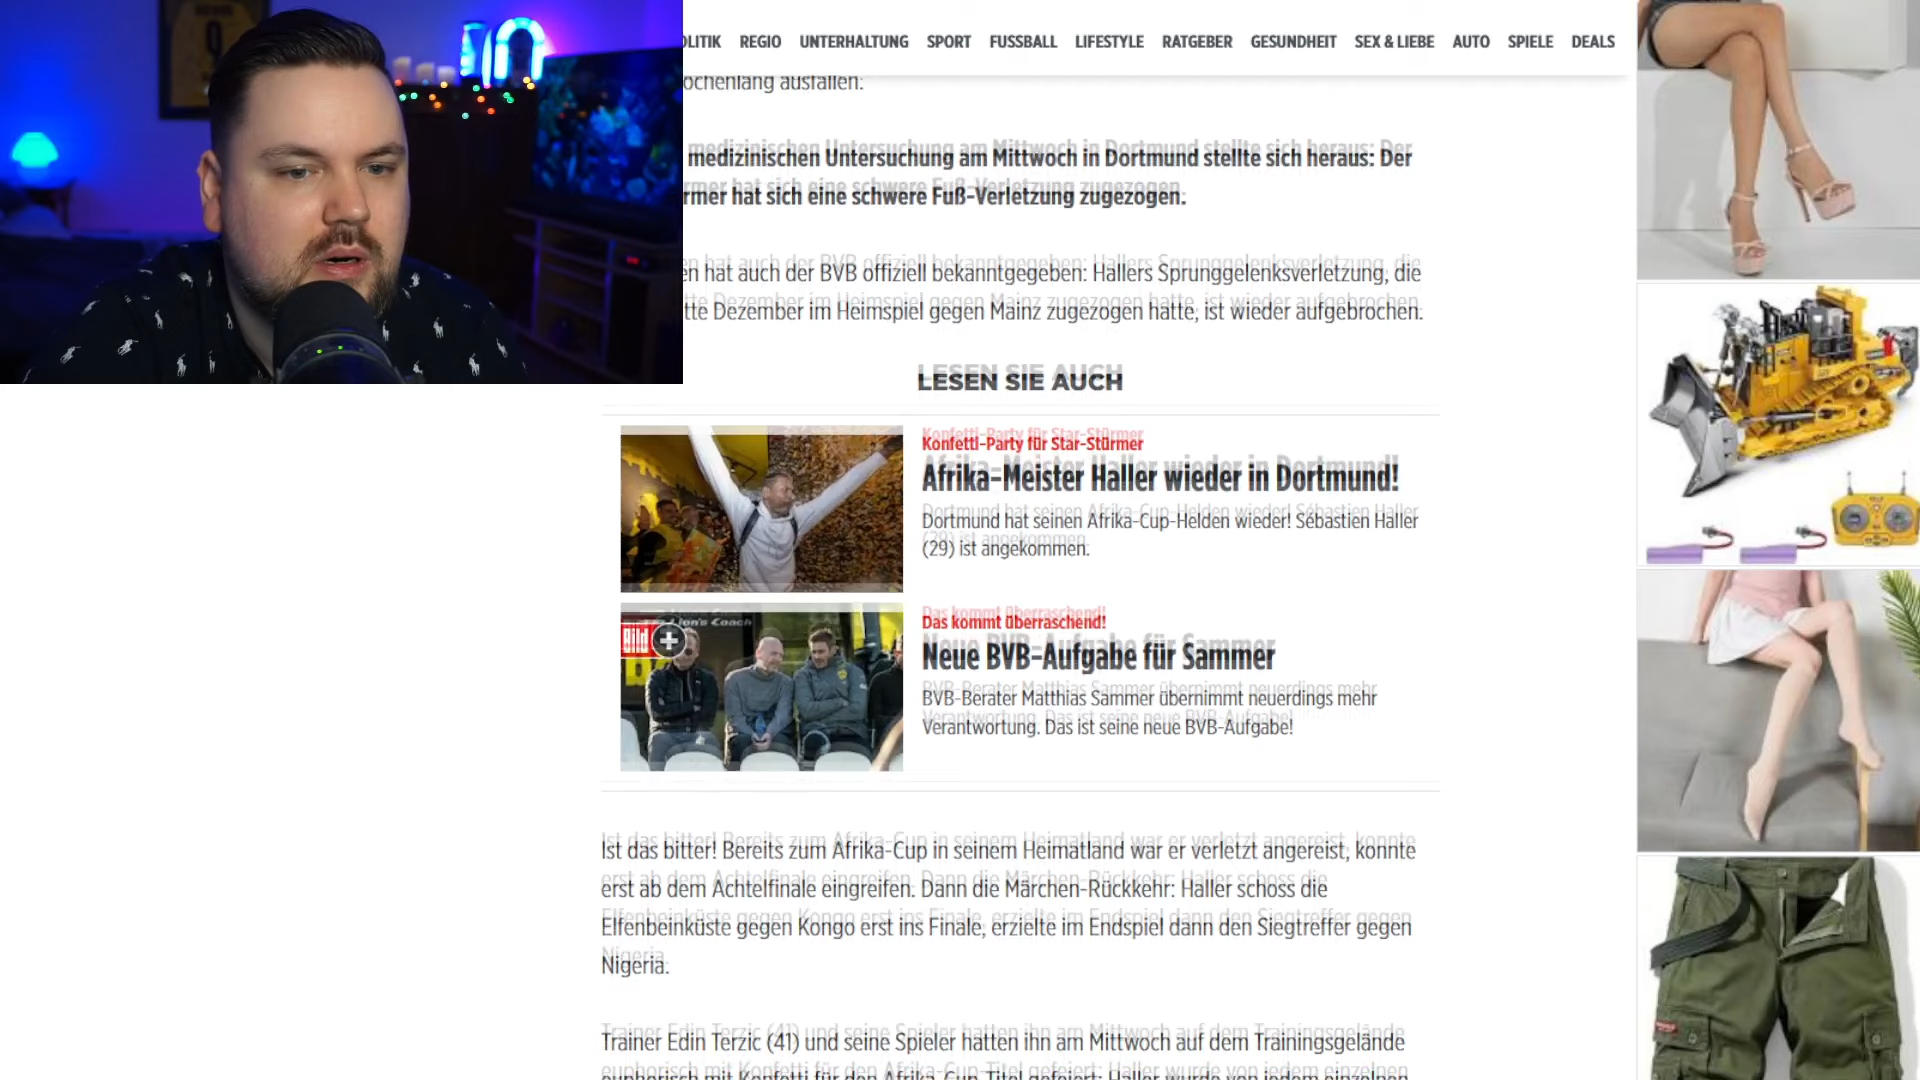 REGIO UNTERHALTUNG SPORT FUSSBALL LIFESTYLE RATGEBER GESUNDHEIT SEX & LIEBE AUTO SPIELE DEALS
ausfallen:
medizinischen Untersuchung am Mittwoch in Dortmund stellte sich heraus: Der
hat sich eine schwere Fuß-Verletzung zugezogen.
hat auch der BVB offiziell bekanntgegeben: Hallers Sprunggelenksverletzung, die
Dezember im Heimspiel gegen Mainz zugezogen hatte, ist wieder aufgebrochen.
LESEN SIE AUCH
Konfetti-Party für Star-Stürmer
Afrika-Meister Haller wieder in Dortmund!
Dortmund hat seinen Afrika-Cup-Helden wieder! Sébastien Haller
(29) ist angekommen.
Bild +
Lion's Coach
Das kommt überraschend!
Neue BVB-Aufgabe für Sammer
BVB-Berater Matthias Sammer übernimmt neuerdings mehr
Verantwortung. Das ist seine neue BVB-Aufgabe!
Ist das bitter! Bereits zum Afrika-Cup in seinem Heimatland war er verletzt angereist, konnte
erst ab dem Achtelfinale eingreifen. Dann die Märchen-Rückkehr: Haller schoss die
Elfenbeinküste gegen Kongo erst ins Finale, erzielte im Endspiel dann den Siegtreffer gegen
Nigeria.
Trainer Edin Terzic (41) und seine Spieler hatten ihn am Mittwoch auf dem Trainingsgelände
euphorisch mit Konfetti für den Afrika-Cup-Titel gefeiert: Haller wurde von jedem einzelnen